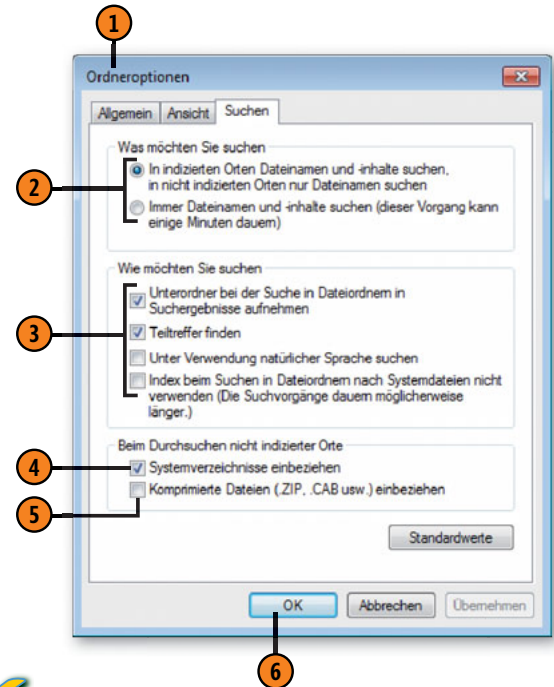 1
Ordneroptionen
Allgemein Ansicht Suchen
Was möchten Sie suchen
2
In indizierten Orten Dateinamen und -inhalte suchen,
in nicht indizierten Orten nur Dateinamen suchen
Immer Dateinamen und -inhalte suchen (dieser Vorgang kann
einige Minuten dauern)
Wie möchten Sie suchen
3
Unterordner bei der Suche in Dateiordnern in
Suchergebnisse aufnehmen
Teiltreffer finden
Unter Verwendung natürlicher Sprache suchen
Index beim Suchen in Dateiordnern nach Systemdateien nicht
verwenden (Die Suchvorgänge dauern möglicherweise
länger.)
Beim Durchsuchen nicht indizierter Orte
4
Systemverzeichnisse einbeziehen
5
Komprimierte Dateien (.ZIP, .CAB usw.) einbeziehen
Standardwerte
OK Abbrechen Übernehmen
6